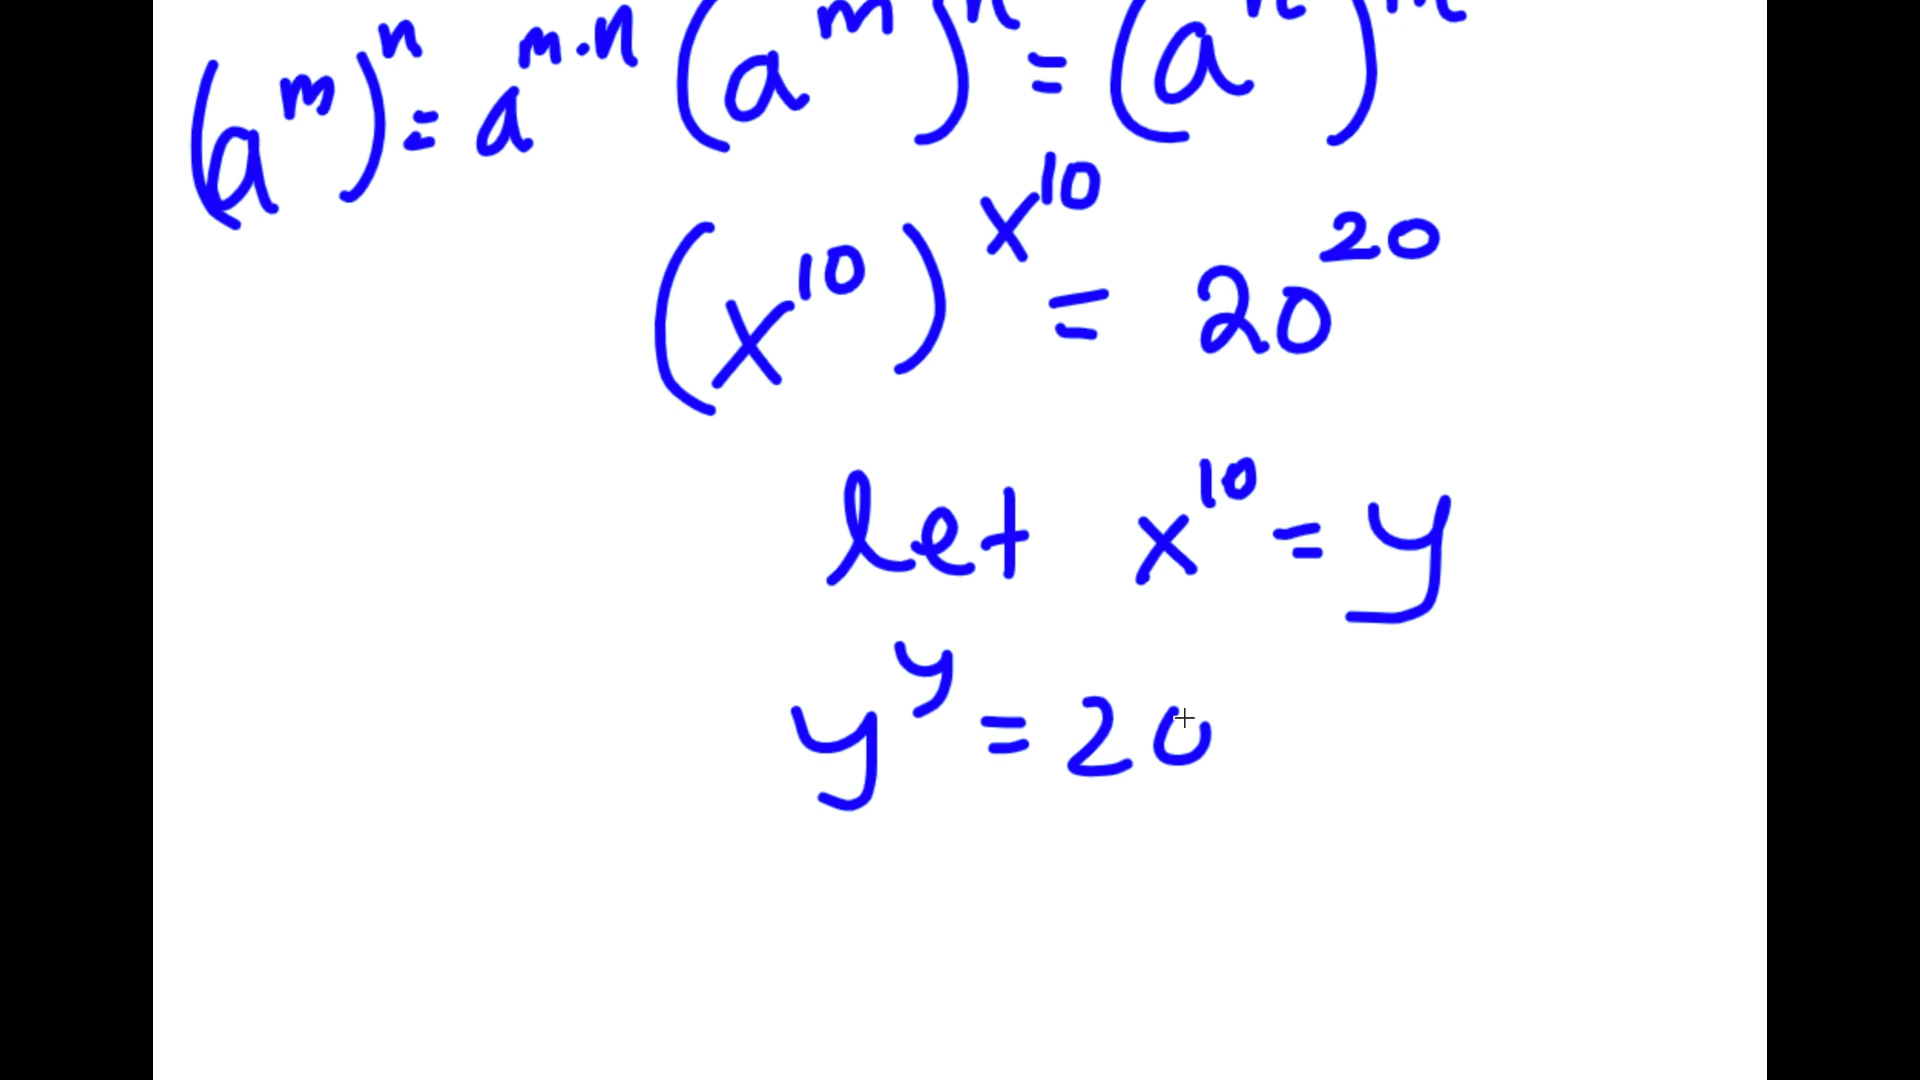 (a^m)^n = a^{m·n} (a^m)^n = (a^n)^m
(x^{10})^{x^{10}} = 20^{20}
let x^{10} = y
y^y = 20